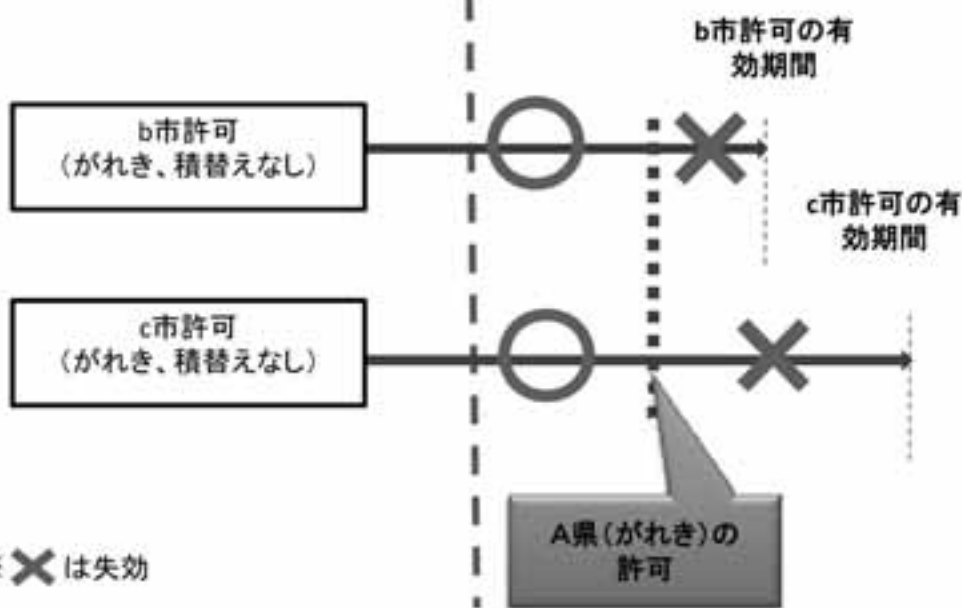 b市許可の有
効期間
b市許可
（がれき、積替えなし）
c市許可の有
効期間
c市許可
（がれき、積替えなし）
A県（がれき）の
許可
は失効